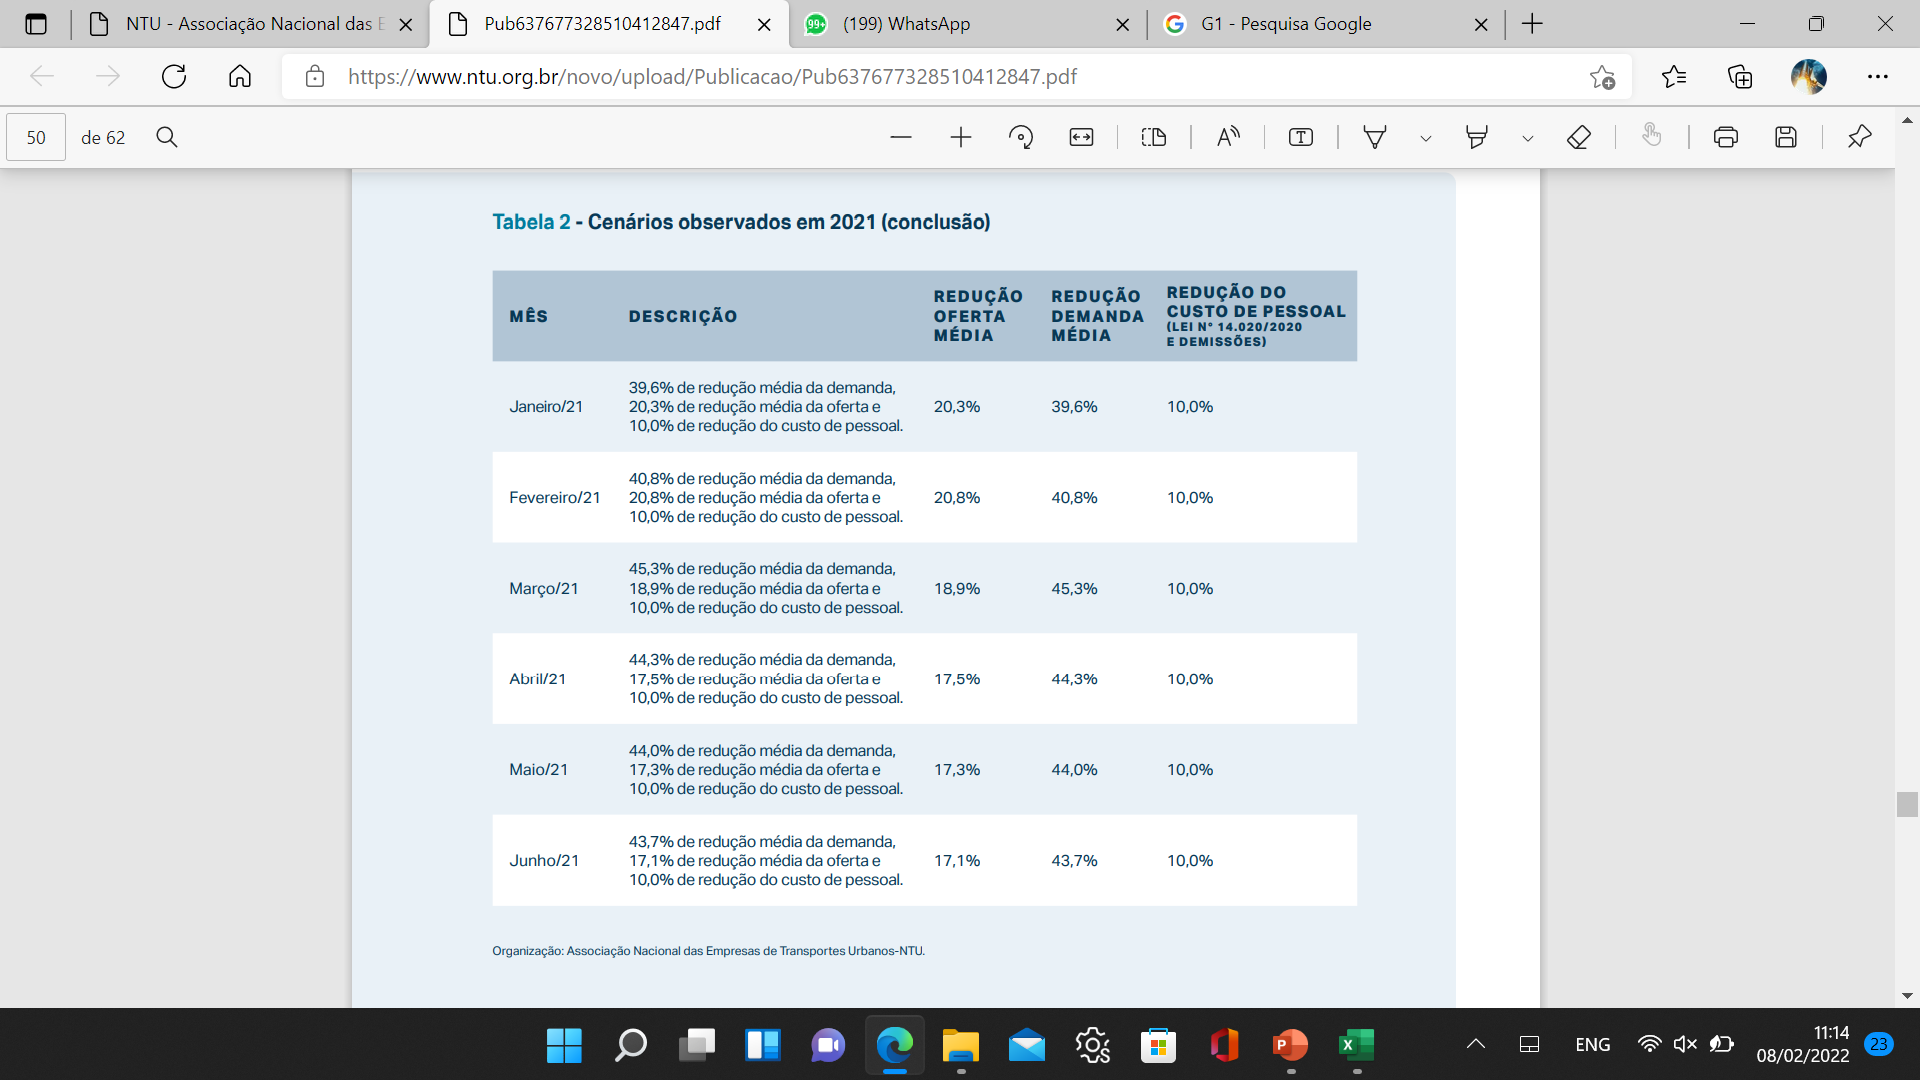 NTU - Associação Nacional das E
Pub637677328510412847.pdf
99+
(199) WhatsApp
G1 - Pesquisa Google
https://www.ntu.org.br/novo/upload/Publicacao/Pub637677328510412847.pdf
50 de 62
Tabela 2 - Cenários observados em 2021 (conclusão)
MÊS
DESCRIÇÃO
REDUÇÃO
OFERTA
MÉDIA
REDUÇÃO
DEMANDA
MÉDIA
REDUÇÃO DO
CUSTO DE PESSOAL
(LEI Nº 14.020/2020
E DEMISSÕES)
Janeiro/21
39,6% de redução média da demanda,
20,3% de redução média da oferta e
10,0% de redução do custo de pessoal.
20,3%
39,6%
10,0%
Fevereiro/21
40,8% de redução média da demanda,
20,8% de redução média da oferta e
10,0% de redução do custo de pessoal.
20,8%
40,8%
10,0%
Março/21
45,3% de redução média da demanda,
18,9% de redução média da oferta e
10,0% de redução do custo de pessoal.
18,9%
45,3%
10,0%
Abril/21
44,3% de redução média da demanda,
17,5% de redução média da oferta e
10,0% de redução do custo de pessoal.
17,5%
44,3%
10,0%
Maio/21
44,0% de redução média da demanda,
17,3% de redução média da oferta e
10,0% de redução do custo de pessoal.
17,3%
44,0%
10,0%
Junho/21
43,7% de redução média da demanda,
17,1% de redução média da oferta e
10,0% de redução do custo de pessoal.
17,1%
43,7%
10,0%
Organização: Associação Nacional das Empresas de Transportes Urbanos-NTU.
ENG
11:14
08/02/2022
23